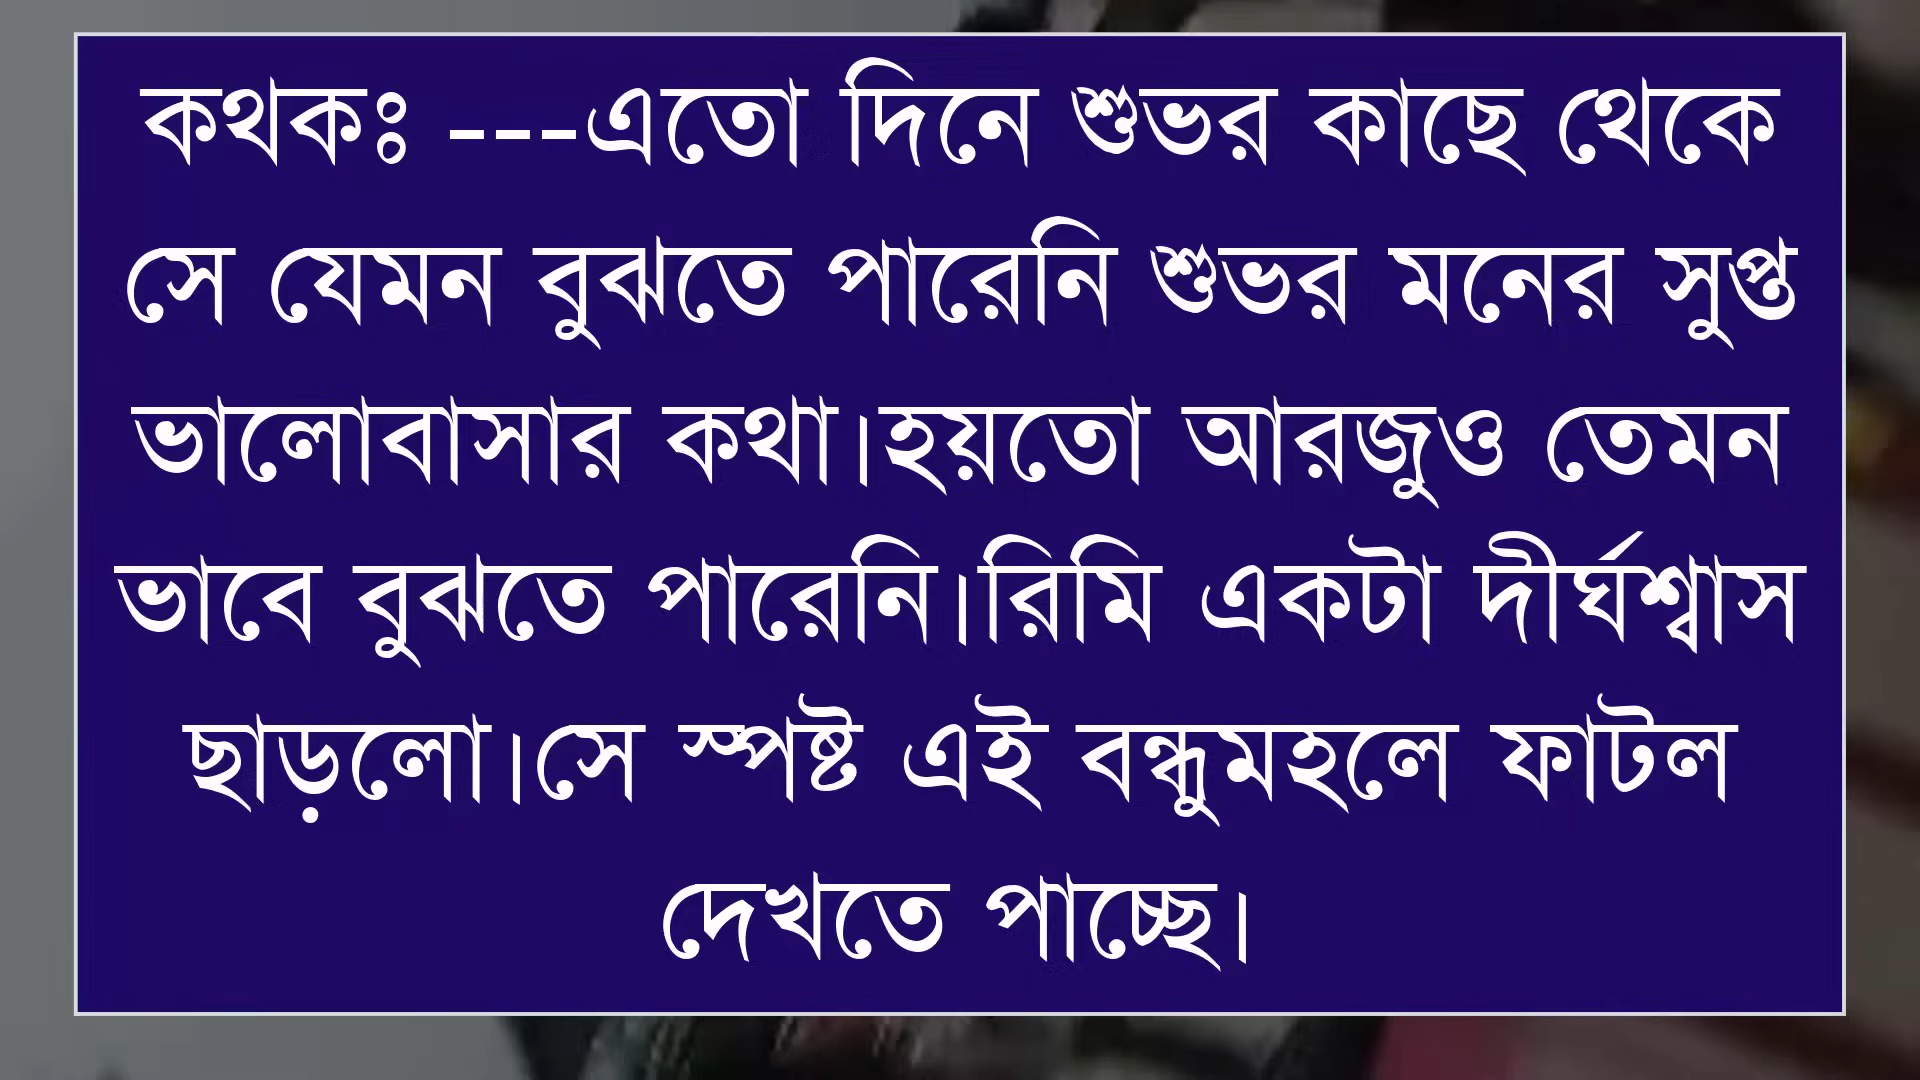 কথকঃ ---এতো দিনে শুভর কাছে থেকে
সে যেমন বুঝতে পারেনি শুভর মনের সুপ্ত
ভালোবাসার কথা।হয়তো আরজুও তেমন
ভাবে বুঝতে পারেনি।রিমি একটা দীর্ঘশ্বাস
ছাড়লো।সে স্পষ্ট এই বন্ধুমহলে ফাটল
দেখতে পাচ্ছে।